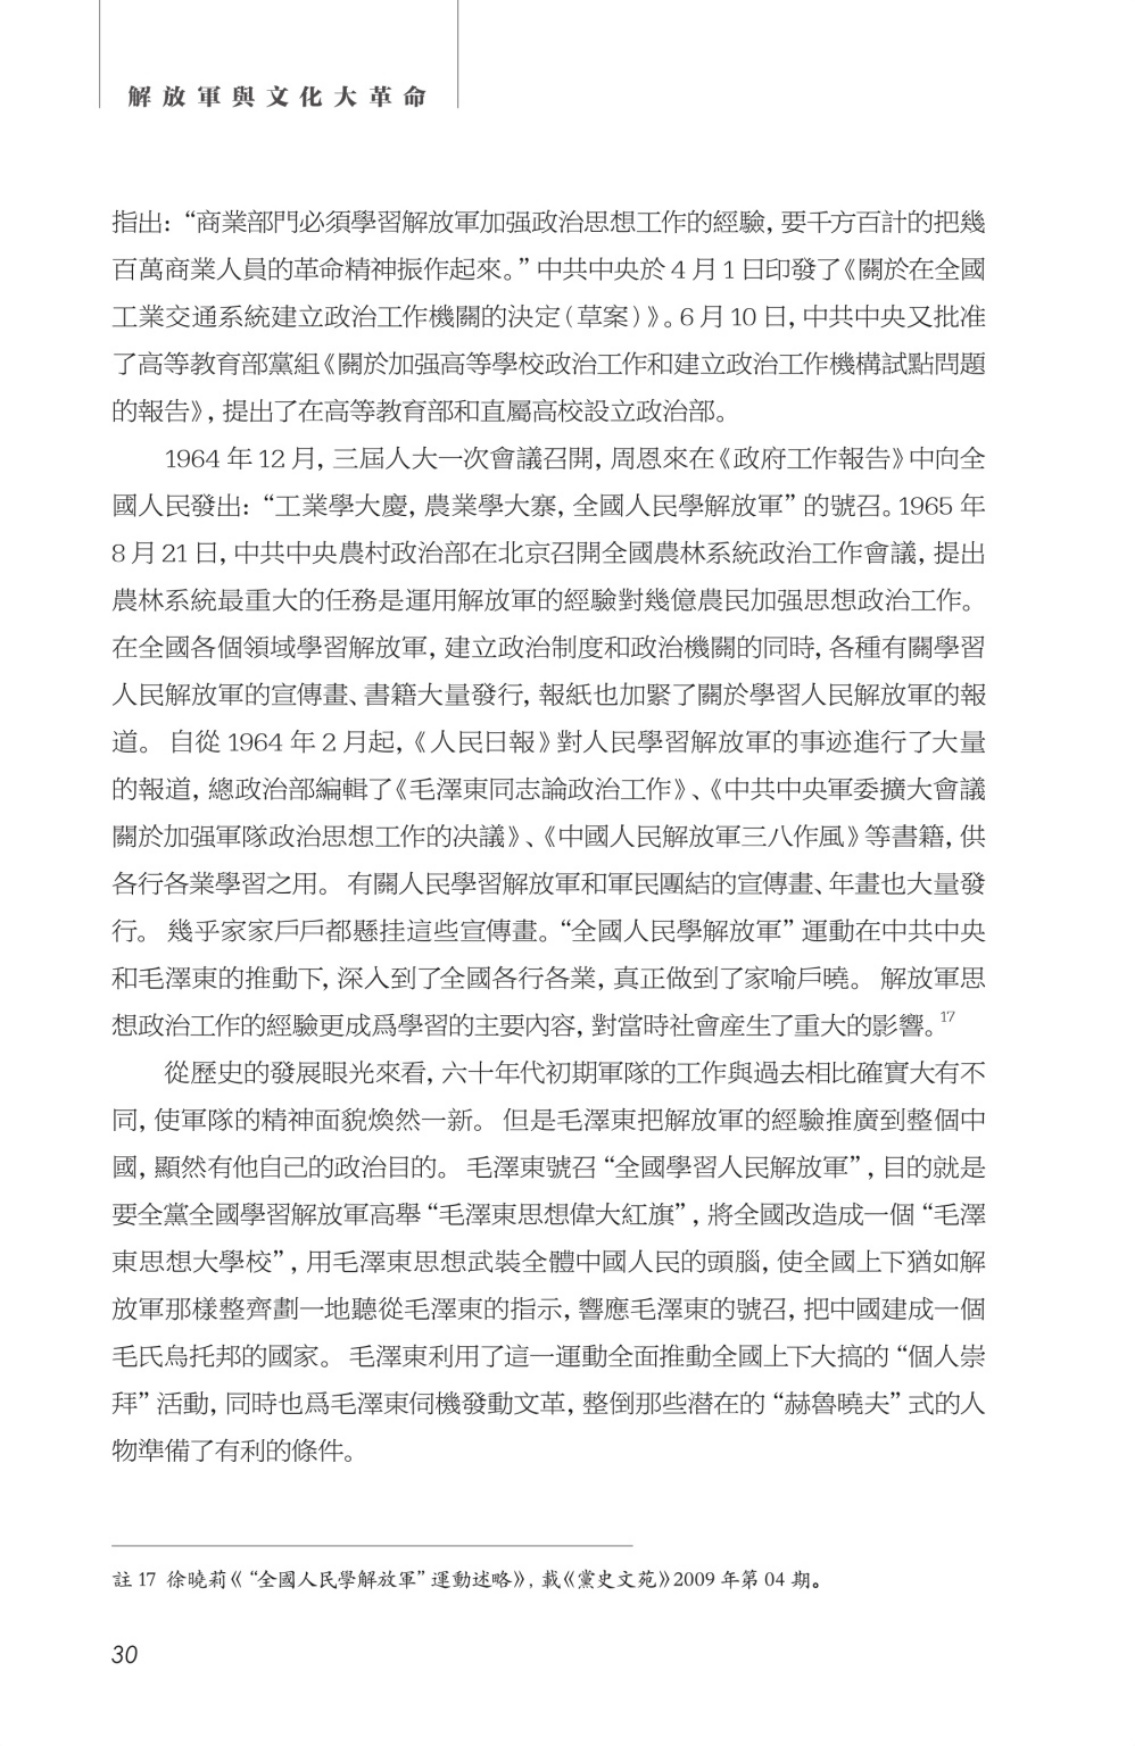 解放軍與文化大革命
指出：“商業部門必須學習解放軍加强政治思想工作的經驗，要千方百計的把幾
百萬商業人員的革命精神振作起來。”中共中央於 4 月 1 日印發了《關於在全國
工業交通系統建立政治工作機關的決定（草案）》。6 月 10 日，中共中央又批准
了高等教育部黨組《關於加强高等學校政治工作和建立政治工作機構試點問題
的報告》，提出了在高等教育部和直屬高校設立政治部。
1964 年 12 月，三屆人大一次會議召開，周恩來在《政府工作報告》中向全
國人民發出：“工業學大慶，農業學大寨，全國人民學解放軍”的號召。1965 年
8 月 21 日，中共中央農村政治部在北京召開全國農林系統政治工作會議，提出
農林系統最重大的任務是運用解放軍的經驗對幾億農民加强思想政治工作。
在全國各個領域學習解放軍，建立政治制度和政治機關的同時，各種有關學習
人民解放軍的宣傳畫、書籍大量發行，報紙也加緊了關於學習人民解放軍的報
道。 自從 1964 年 2 月起，《人民日報》對人民學習解放軍的事迹進行了大量
的報道，總政治部編輯了《毛澤東同志論政治工作》、《中共中央軍委擴大會議
關於加强軍隊政治思想工作的決議》、《中國人民解放軍三八作風》等書籍，供
各行各業學習之用。 有關人民學習解放軍和軍民團結的宣傳畫、年畫也大量發
行。 幾乎家家戶戶都懸挂這些宣傳畫。“全國人民學解放軍”運動在中共中央
和毛澤東的推動下，深入到了全國各行各業，真正做到了家喻戶曉。 解放軍思
想政治工作的經驗更成爲學習的主要內容，對當時社會産生了重大的影響。17
從歷史的發展眼光來看，六十年代初期軍隊的工作與過去相比確實大有不
同，使軍隊的精神面貌煥然一新。 但是毛澤東把解放軍的經驗推廣到整個中
國，顯然有他自己的政治目的。 毛澤東號召“全國學習人民解放軍”，目的就是
要全黨全國學習解放軍高舉“毛澤東思想偉大紅旗”，將全國改造成一個“毛澤
東思想大學校”，用毛澤東思想武裝全體中國人民的頭腦，使全國上下猶如解
放軍那樣整齊劃一地聽從毛澤東的指示，響應毛澤東的號召，把中國建成一個
毛氏烏托邦的國家。 毛澤東利用了這一運動全面推動全國上下大搞的“個人崇
拜”活動，同時也爲毛澤東伺機發動文革，整倒那些潜在的“赫魯曉夫”式的人
物準備了有利的條件。
註 17 徐曉莉《“全國人民學解放軍”運動述略》，載《黨史文苑》2009 年第 04 期。
30